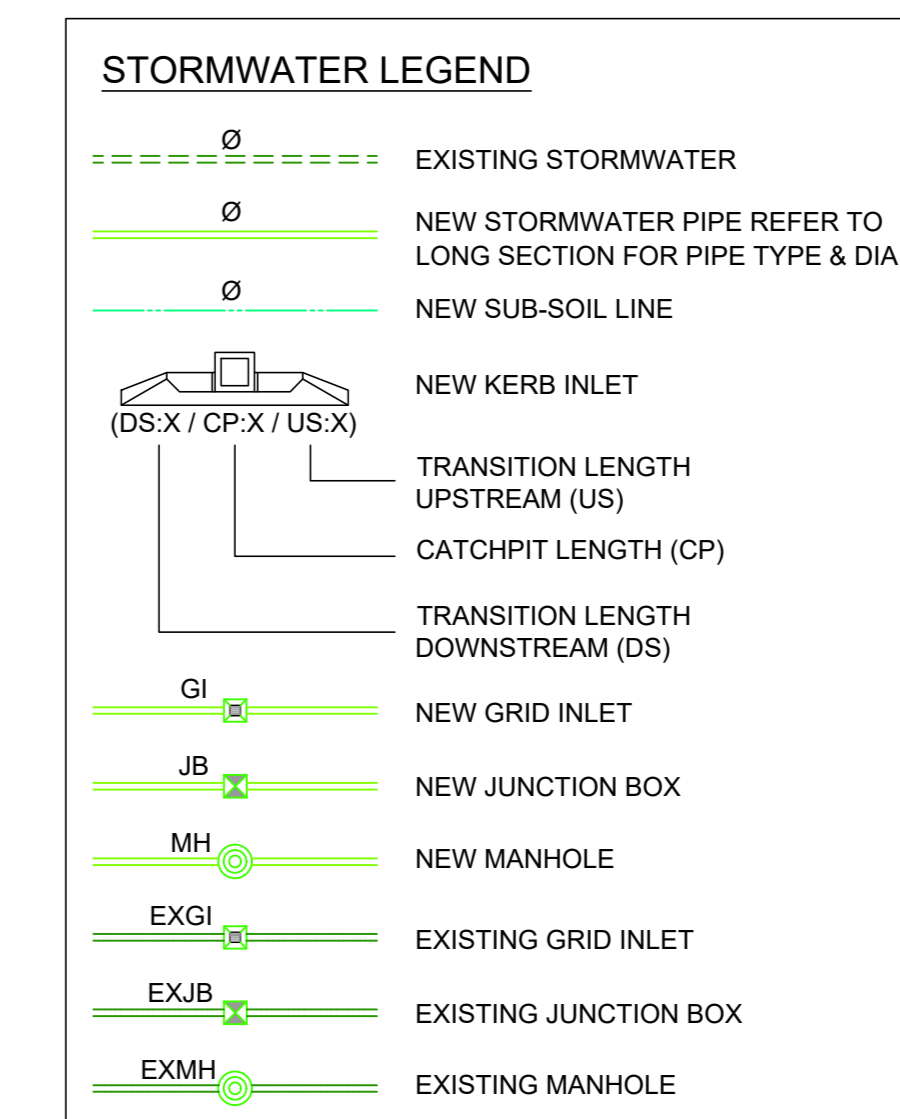 STORMWATER LEGEND
Ø
EXISTING STORMWATER
Ø
NEW STORMWATER PIPE REFER TO
LONG SECTION FOR PIPE TYPE & DIA
Ø
NEW SUB-SOIL LINE
NEW KERB INLET
(DS:X / CP:X / US:X)
TRANSITION LENGTH
UPSTREAM (US)
CATCHPIT LENGTH (CP)
TRANSITION LENGTH
DOWNSTREAM (DS)
GI
NEW GRID INLET
JB
NEW JUNCTION BOX
MH
NEW MANHOLE
EXGI
EXISTING GRID INLET
EXJB
EXISTING JUNCTION BOX
EXMH
EXISTING MANHOLE